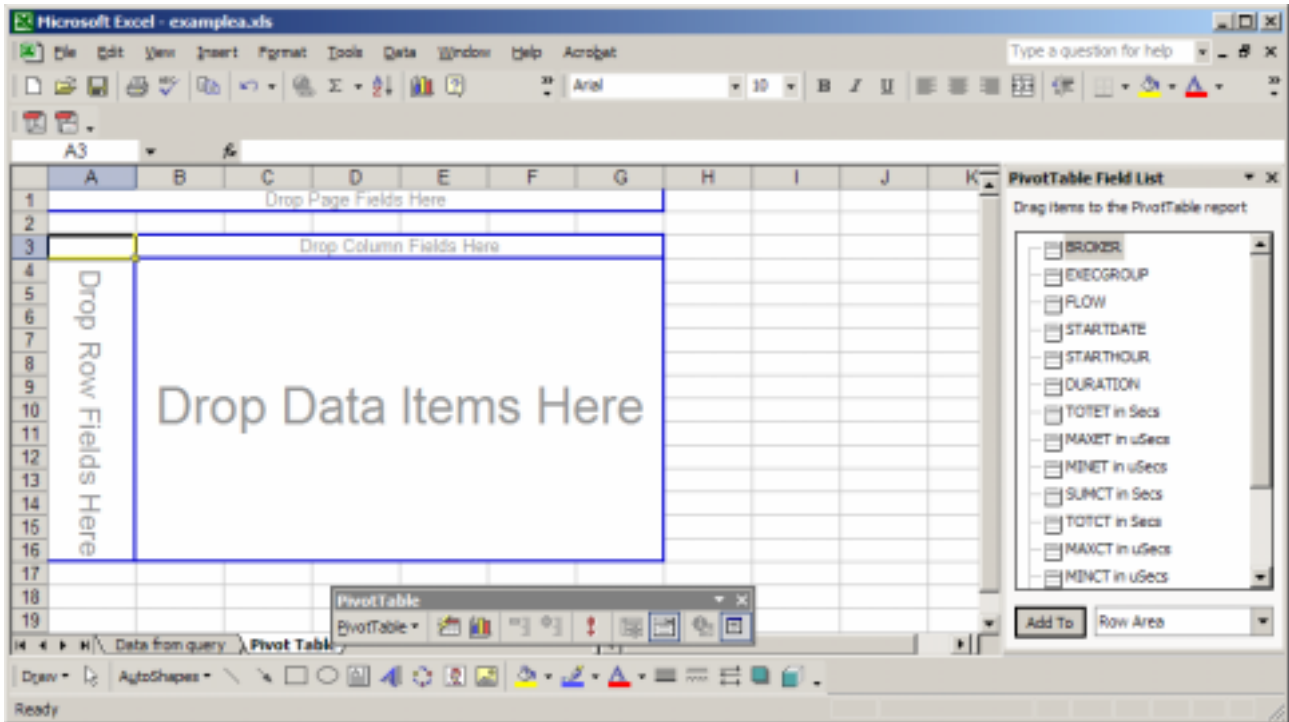 Microsoft Excel - examplea.xls
File Edit View Insert Format Tools Data Window Help Acrobat Type a question for help
Arial 10 B I U
A3 fx
A B C D E F G H I J K
PivotTable Field List
Drag items to the PivotTable report
1 Drop Page Fields Here
2
3 Drop Column Fields Here
4
5
6
7
8
9
10
11
12
13
14
15
16
17
18
19
Drop Row Fields Here
Drop Data Items Here
BROKER
EXECGROUP
FLOW
STARTDATE
STARTHOUR
DURATION
TOTET in Secs
MAXET in uSecs
MINET in uSecs
SUMCT in Secs
TOTCT in Secs
MAXCT in uSecs
MINCT in uSecs
Add To Row Area
PivotTable
PivotTable
Data from query Pivot Table
Draw AutoShapes
Ready